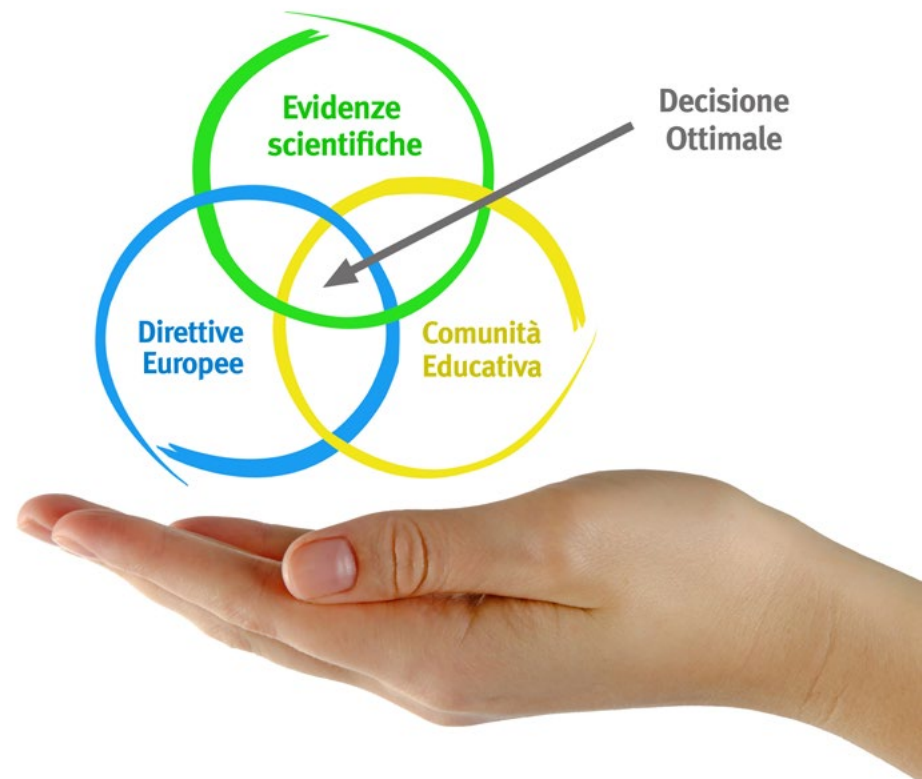 Evidenze
scientifiche
Decisione
Ottimale
Direttive
Europee
Comunità
Educativa